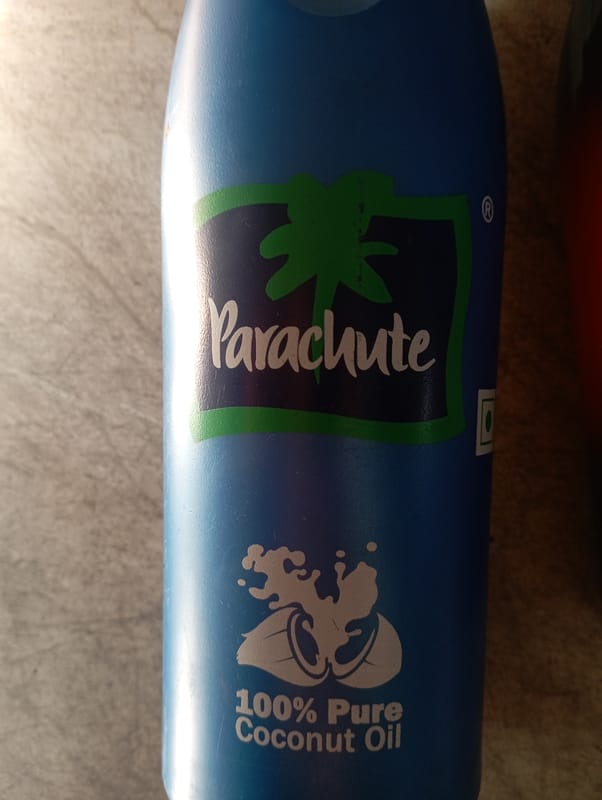 ®
Parachute
100% Pure
Coconut Oil